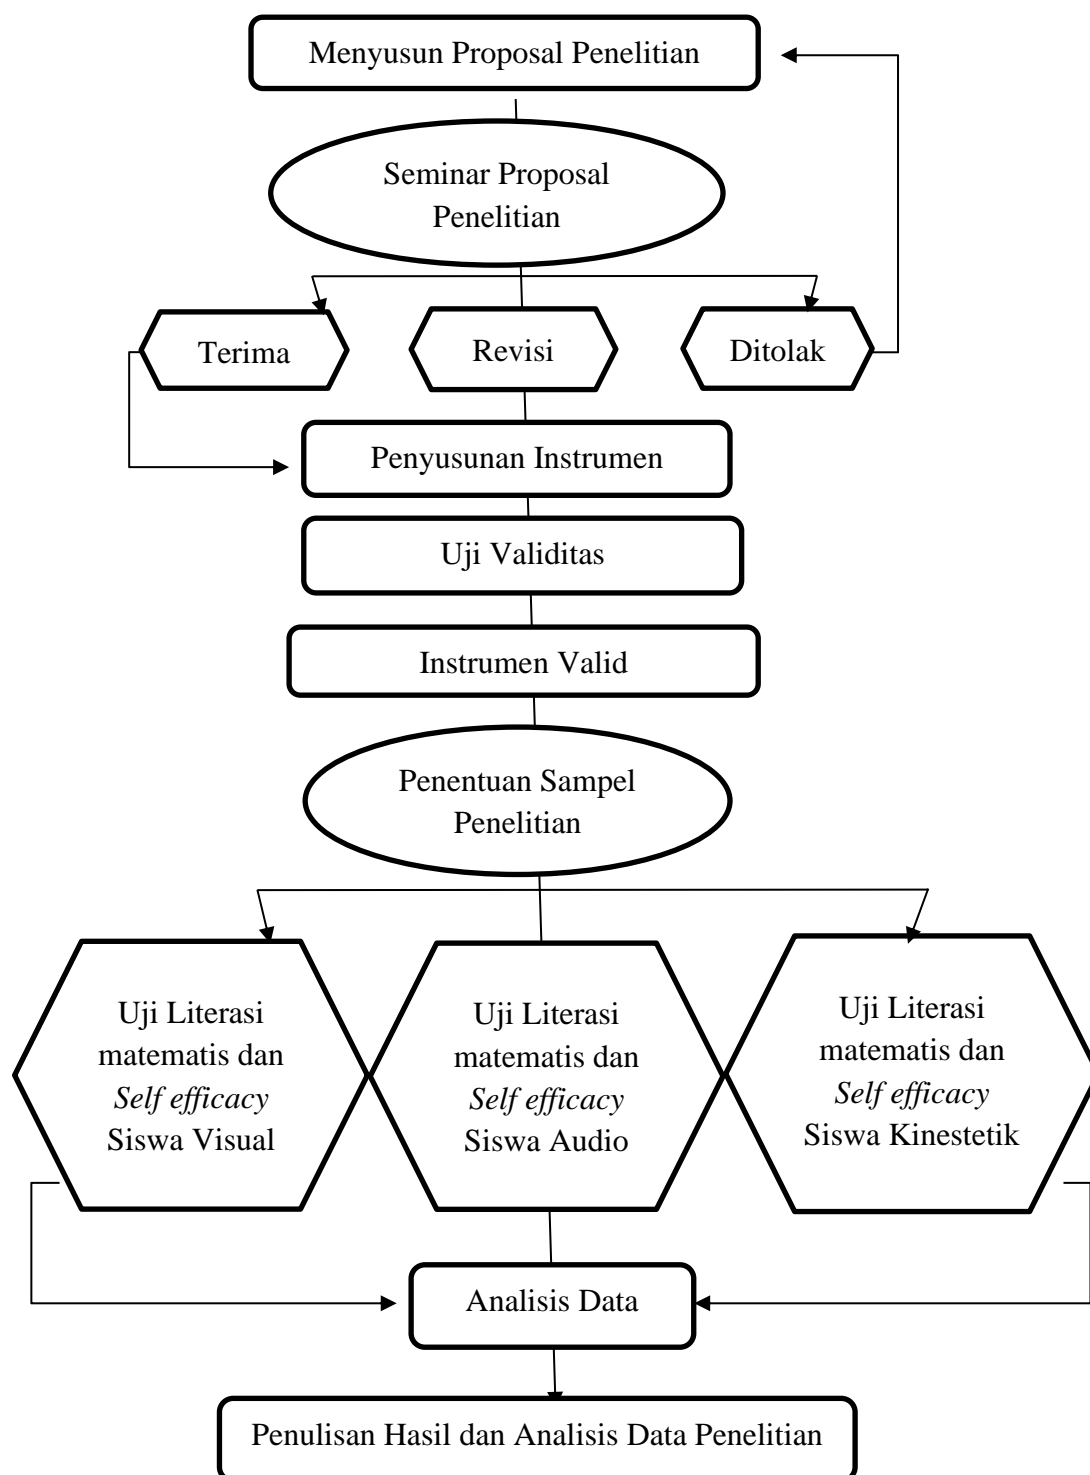 Menyusun Proposal Penelitian
Seminar Proposal
Penelitian
Terima
Revisi
Ditolak
Penyusunan Instrumen
Uji Validitas
Instrumen Valid
Penentuan Sampel
Penelitian
Uji Literasi
matematis dan
Self efficacy
Siswa Visual
Uji Literasi
matematis dan
Self efficacy
Siswa Audio
Uji Literasi
matematis dan
Self efficacy
Siswa Kinestetik
Analisis Data
Penulisan Hasil dan Analisis Data Penelitian